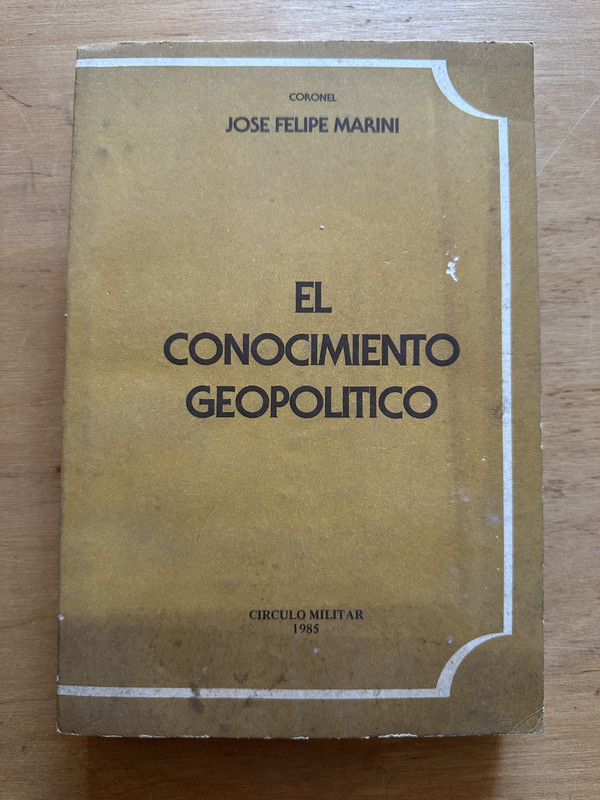 CORONEL
JOSE FELIPE MARINI
EL
CONOCIMIENTO
GEOPOLITICO
CIRCULO MILITAR
1985